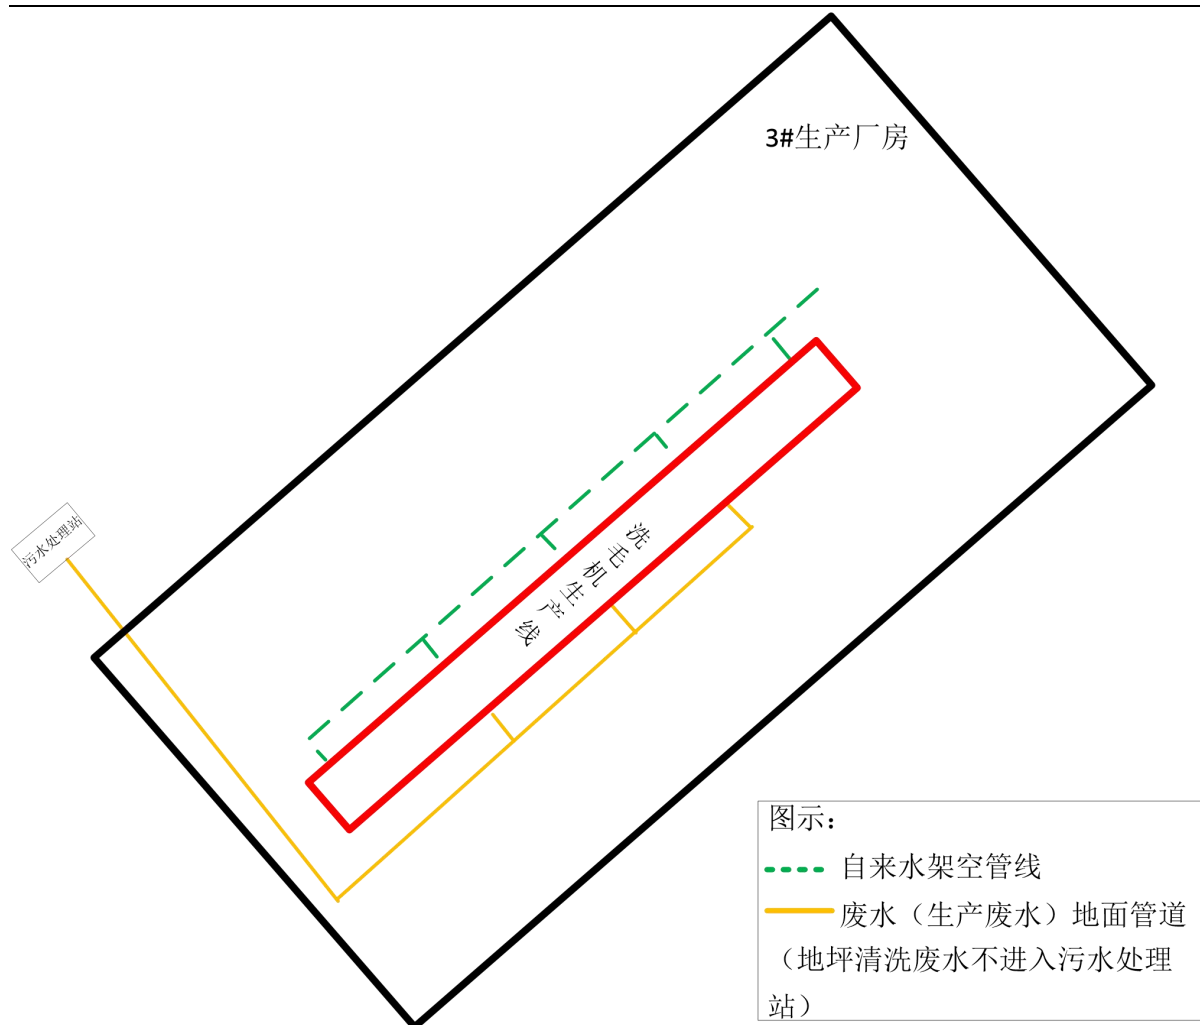 3#生产厂房
污水处理站
洗毛机生产线
图示：
自来水架空管线
废水（生产废水）地面管道
（地坪清洗废水不进入污水处理
站）